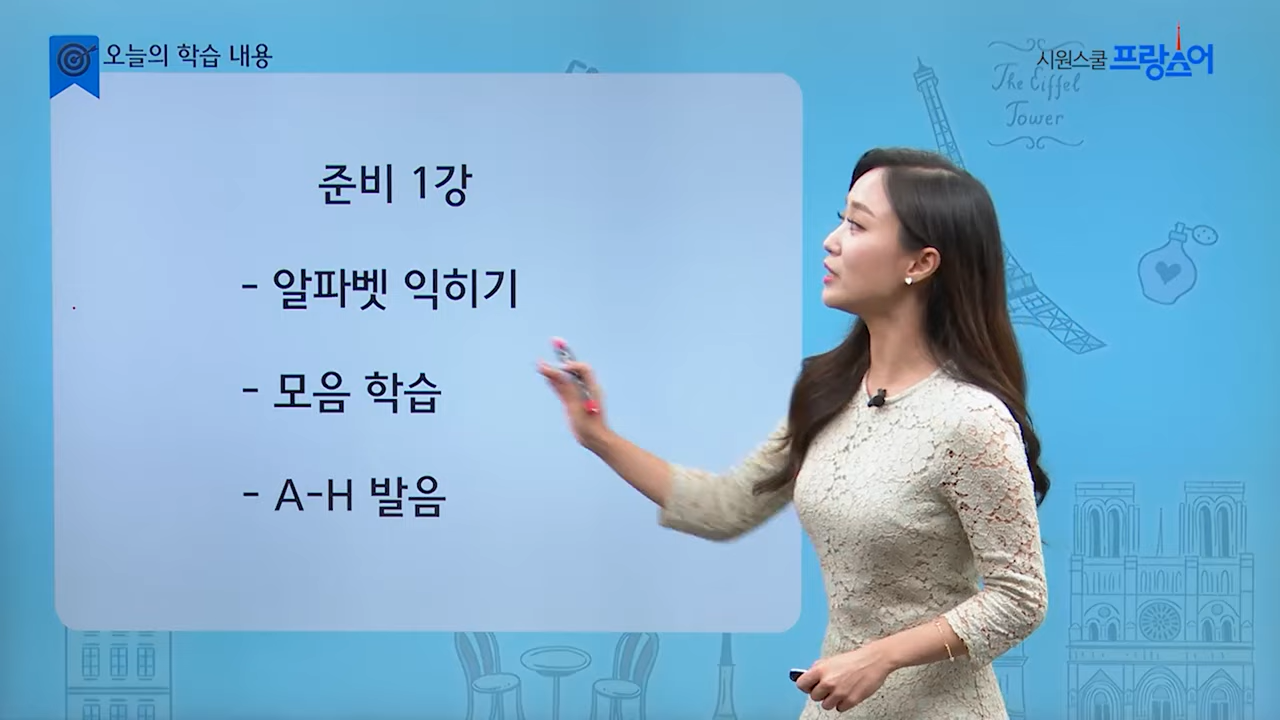 오늘의 학습 내용
시원스쿨 프랑스어
The Eiffel
Tower
준비 1강
- 알파벳 익히기
- 모음 학습
- A-H 발음